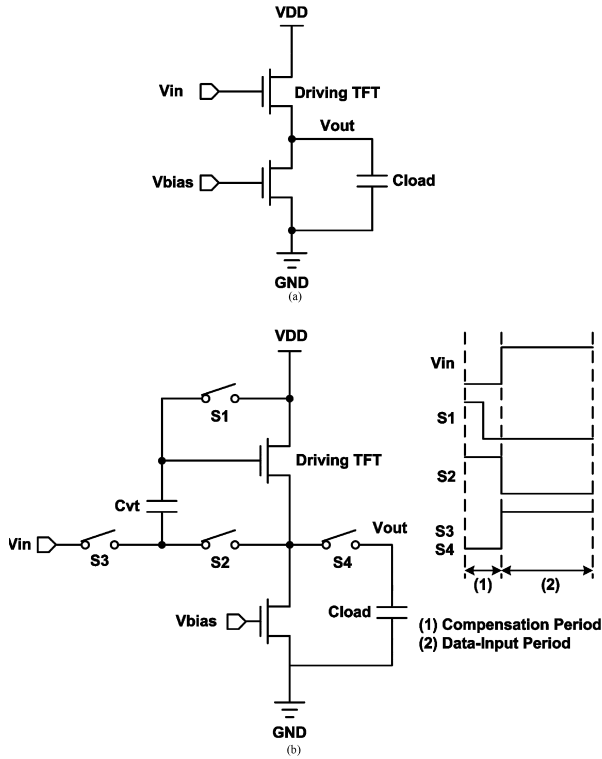 VDD
Vin
Driving TFT
Vout
Vbias
Cload
GND
(a)
VDD
S1
Driving TFT
Cvt
Vin
S3
S2
S4
Vout
Vbias
Cload
GND
(b)
Vin
S1
S2
S3
S4
(1)
(2)
(1) Compensation Period
(2) Data-Input Period